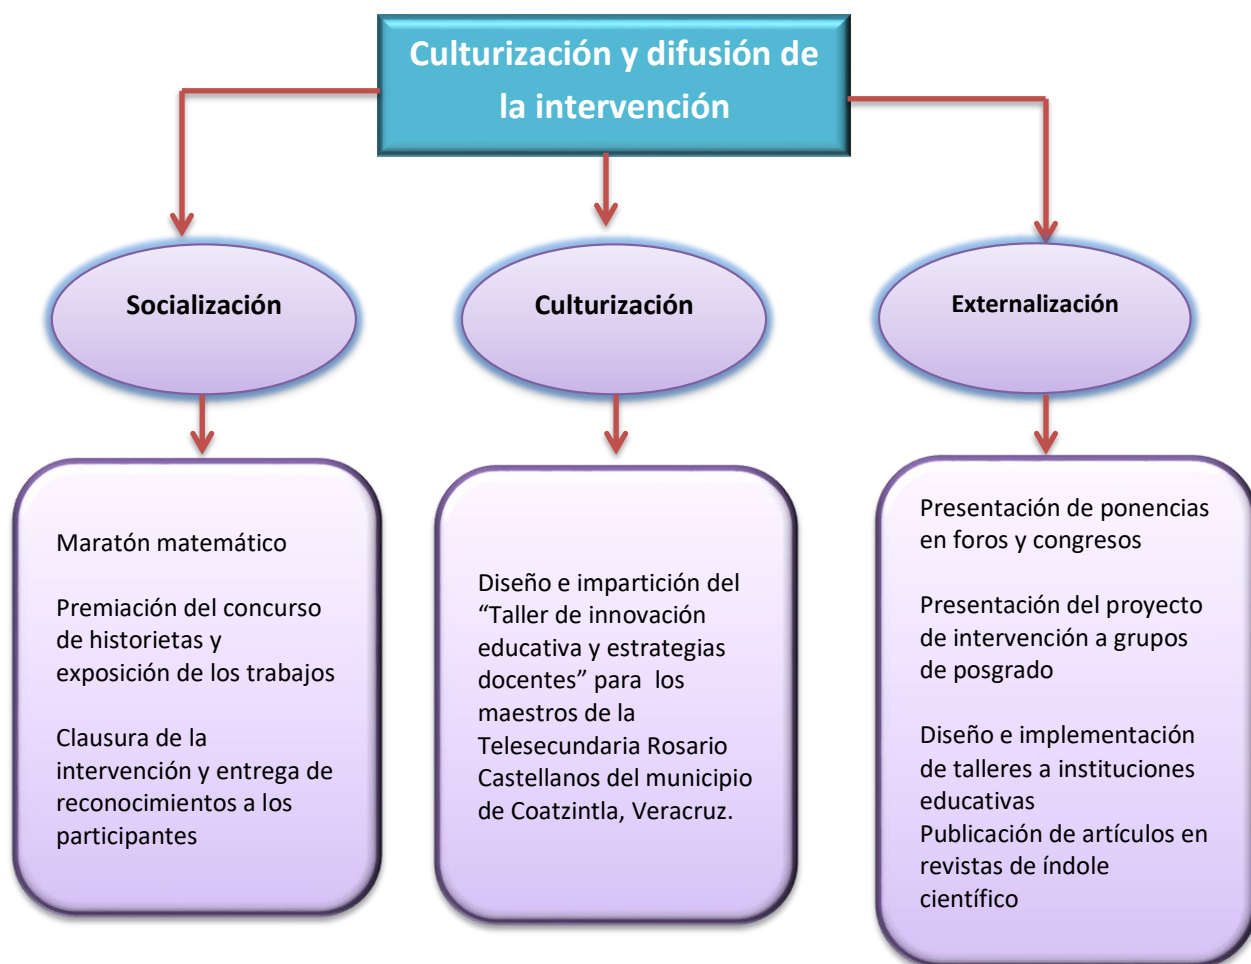 Culturización y difusión de
la intervención
Socialización
Culturización
Externalización
Maratón matemático
Premiación del concurso
de historietas y
exposición de los trabajos
Clausura de la
intervención y entrega de
reconocimientos a los
participantes
Diseño e impartición del
“Taller de innovación
educativa y estrategias
docentes” para  los
maestros de la
Telesecundaria Rosario
Castellanos del municipio
de Coatzintla, Veracruz.
Presentación de ponencias
en foros y congresos
Presentación del proyecto
de intervención a grupos
de posgrado
Diseño e implementación
de talleres a instituciones
educativas
Publicación de artículos en
revistas de índole
científico